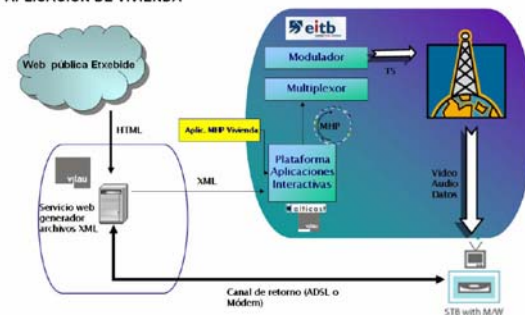 APLICACIÓN DE VIVIENDA
eitb
Web pública Etxebide
Modulador
TS
Multiplexor
HTML
Aplic. MHP Vivienda
MHP
Plataforma
Aplicaciones
Interactivas
XML
Servicio web
generador
archivos XML
Video
Audio
Datos
Canal de retorno (ADSL o
Módem)
STB with M/W